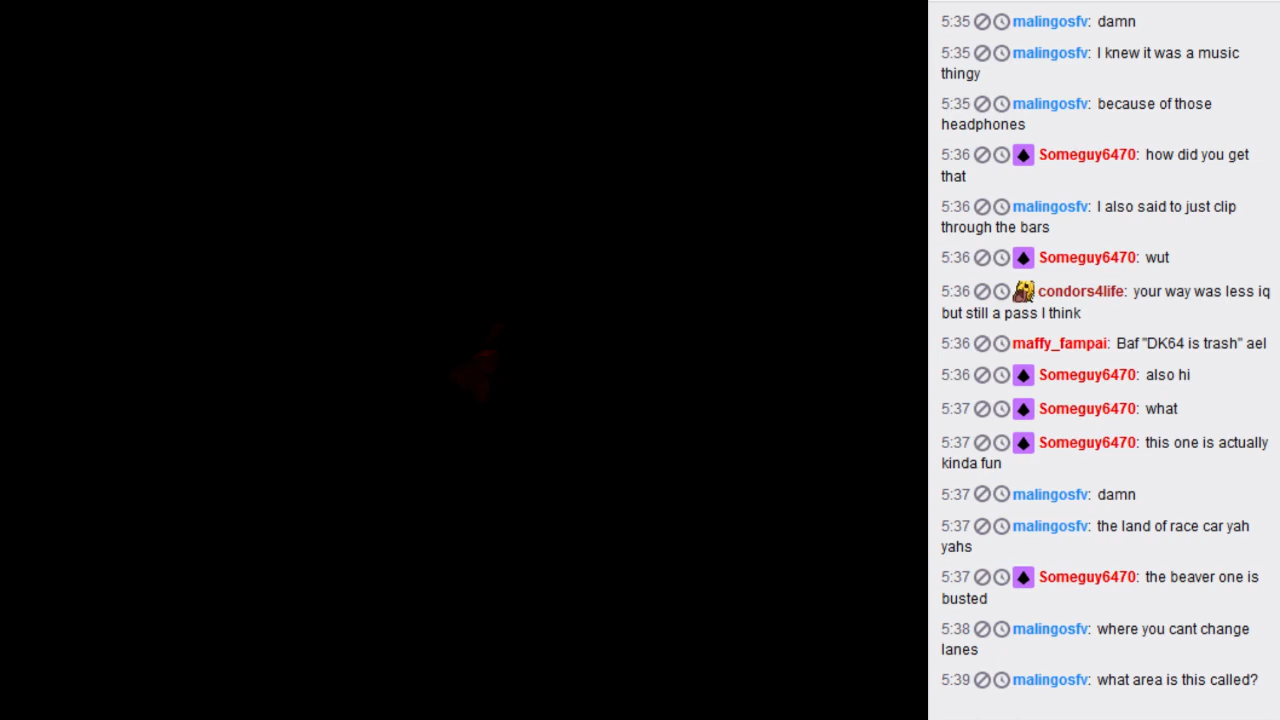 5:35 malingosfv: damn
5:35 malingosfv: I knew it was a music
thingy
5:35 malingosfv: because of those
headphones
5:36 Someguy6470: how did you get
that
5:36 malingosfv: I also said to just clip
through the bars
5:36 Someguy6470: wut
5:36 condors4life: your way was less iq
but still a pass I think
5:36 maffy_fampai: Baf "DK64 is trash" ael
5:36 Someguy6470: also hi
5:37 Someguy6470: what
5:37 Someguy6470: this one is actually
kinda fun
5:37 malingosfv: damn
5:37 malingosfv: the land of race car yah
yahs
5:37 Someguy6470: the beaver one is
busted
5:38 malingosfv: where you cant change
lanes
5:39 malingosfv: what area is this called?